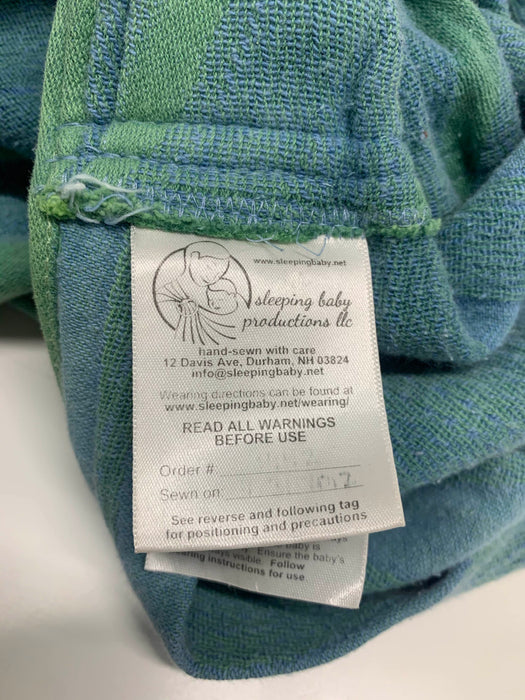 www.sleepingbaby.net
sleeping baby
productions llc
hand-sewn with care
12 Davis Ave, Durham, NH 03824
info@sleepingbaby.net
Wearing directions can be found at
www.sleepingbaby.net/wearing/
READ ALL WARNINGS
BEFORE USE
Order #
Sewn on:
See reverse and following tag
for positioning and precautions
baby is
visible. Ensure the baby's
instructions for use
Follow